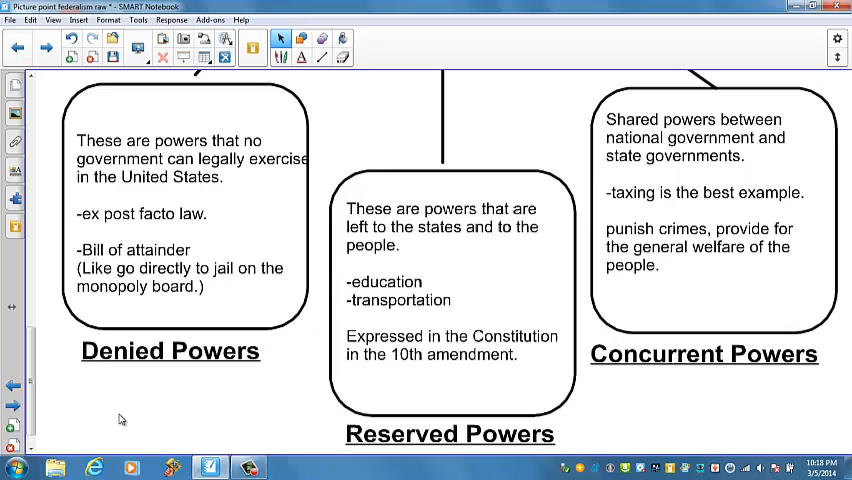 Picture point federalism raw * - SMART Notebook
File Edit View Insert Format Tools Response Add-ons Help
These are powers that no
government can legally exercise
in the United States.
-ex post facto law.
-Bill of attainder
(Like go directly to jail on the
monopoly board.)
Denied Powers
These are powers that are
left to the states and to the
people.
-education
-transportation
Expressed in the Constitution
in the 10th amendment.
Reserved Powers
Shared powers between
national government and
state governments.
-taxing is the best example.
punish crimes, provide for
the general welfare of the
people.
Concurrent Powers
10:18 PM
3/5/2014